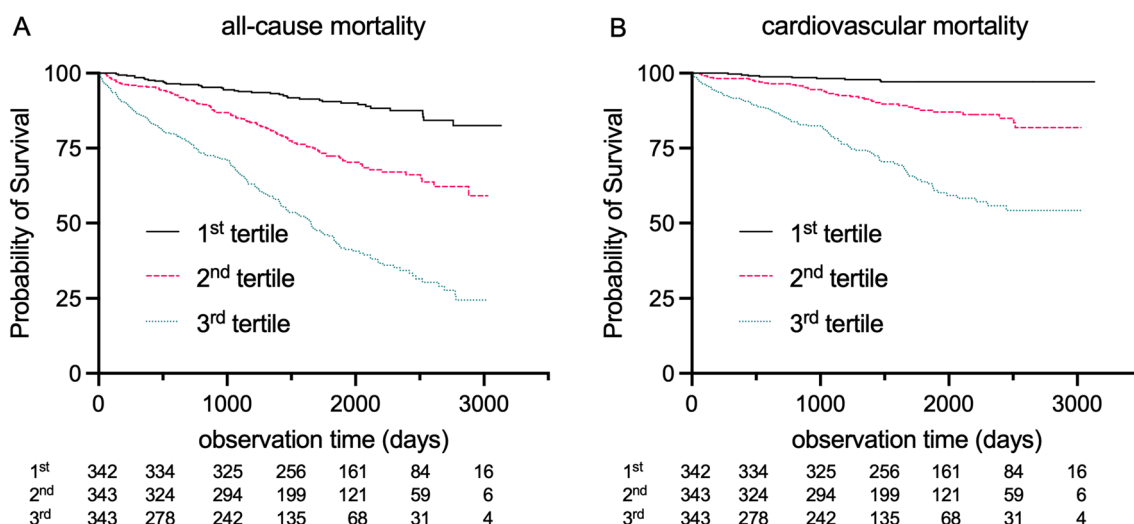 A all-cause mortality
Probability of Survival
100
75
50
25
0
1st tertile
2nd tertile
3rd tertile
0 1000 2000 3000
observation time (days)
1st 342 334 325 256 161 84 16
2nd 343 324 294 199 121 59 6
3rd 343 278 242 135 68 31 4
B cardiovascular mortality
Probability of Survival
100
75
50
25
0
1st tertile
2nd tertile
3rd tertile
0 1000 2000 3000
observation time (days)
1st 342 334 325 256 161 84 16
2nd 343 324 294 199 121 59 6
3rd 343 278 242 135 68 31 4